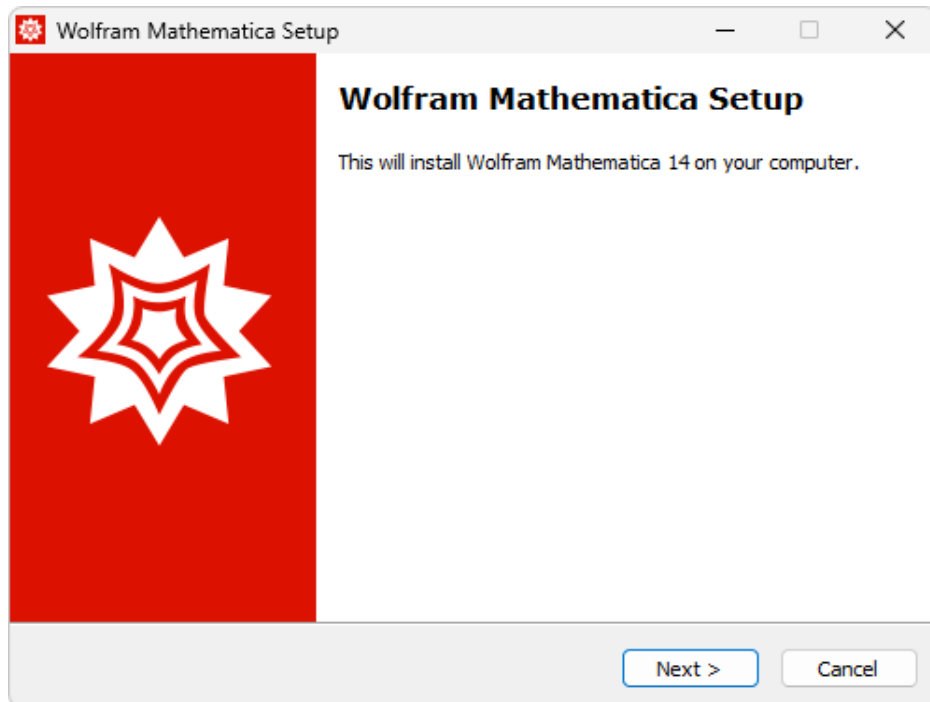 Wolfram Mathematica Setup
Wolfram Mathematica Setup
This will install Wolfram Mathematica 14 on your computer.
Next >
Cancel